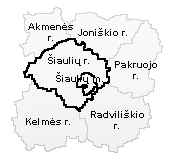 Akmenės
r.
Joniškio r.
Šiaulių r.
Pakruojo
r.
Šiaulių m.
Kelmės r.
Radviliškio
r.